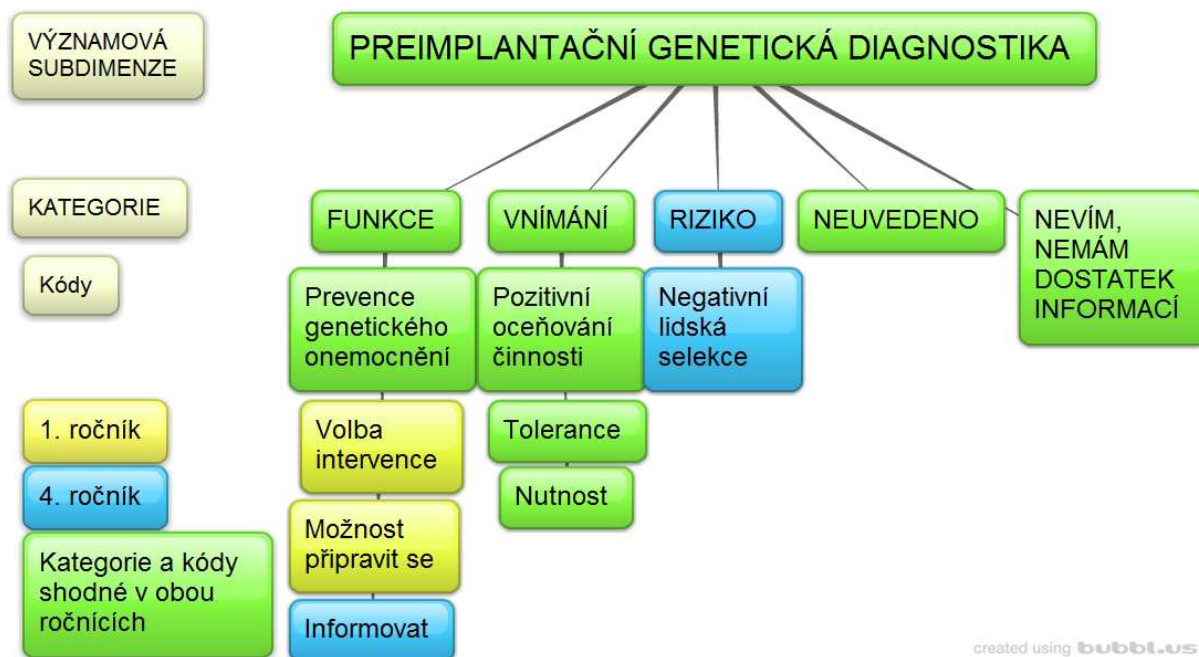 VÝZNAMOVÁ
SUBDIMENZE
PREIMPLANTAČNÍ GENETICKÁ DIAGNOSTIKA
KATEGORIE
FUNKCE
VNÍMÁNÍ
RIZIKO
NEUVEDENO
NEVÍM,
NEMÁM
DOSTATEK
INFORMACÍ
Kódy
Prevence
genetického
onemocnění
Pozitivní
oceňování
činnosti
Negativní
lidská
selekce
1. ročník
Volba
intervence
Tolerance
4. ročník
Nutnost
Kategorie a kódy
shodné v obou
ročnících
Možnost
připravit se
Informovat
created using bubbl.us